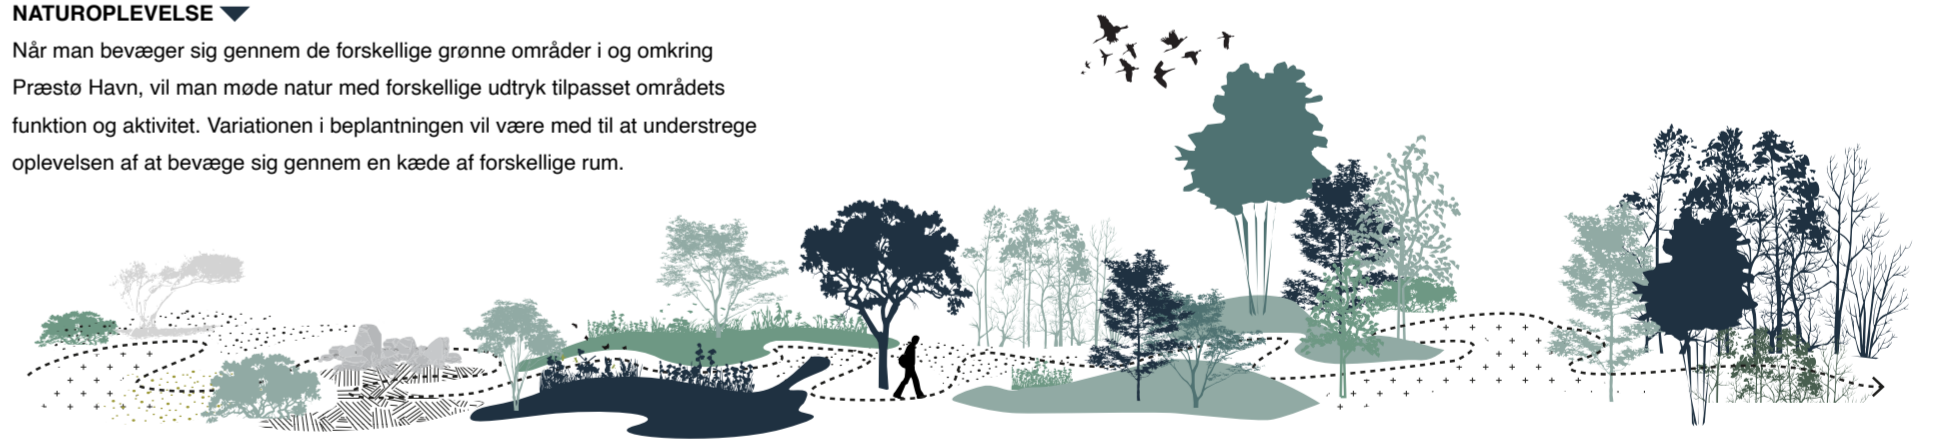 NATUROPLEVELSE
Når man bevæger sig gennem de forskellige grønne områder i og omkring
Præstø Havn, vil man møde natur med forskellige udtryk tilpasset områdets
funktion og aktivitet. Variationen i beplantningen vil være med til at understrege
oplevelsen af at bevæge sig gennem en kæde af forskellige rum.